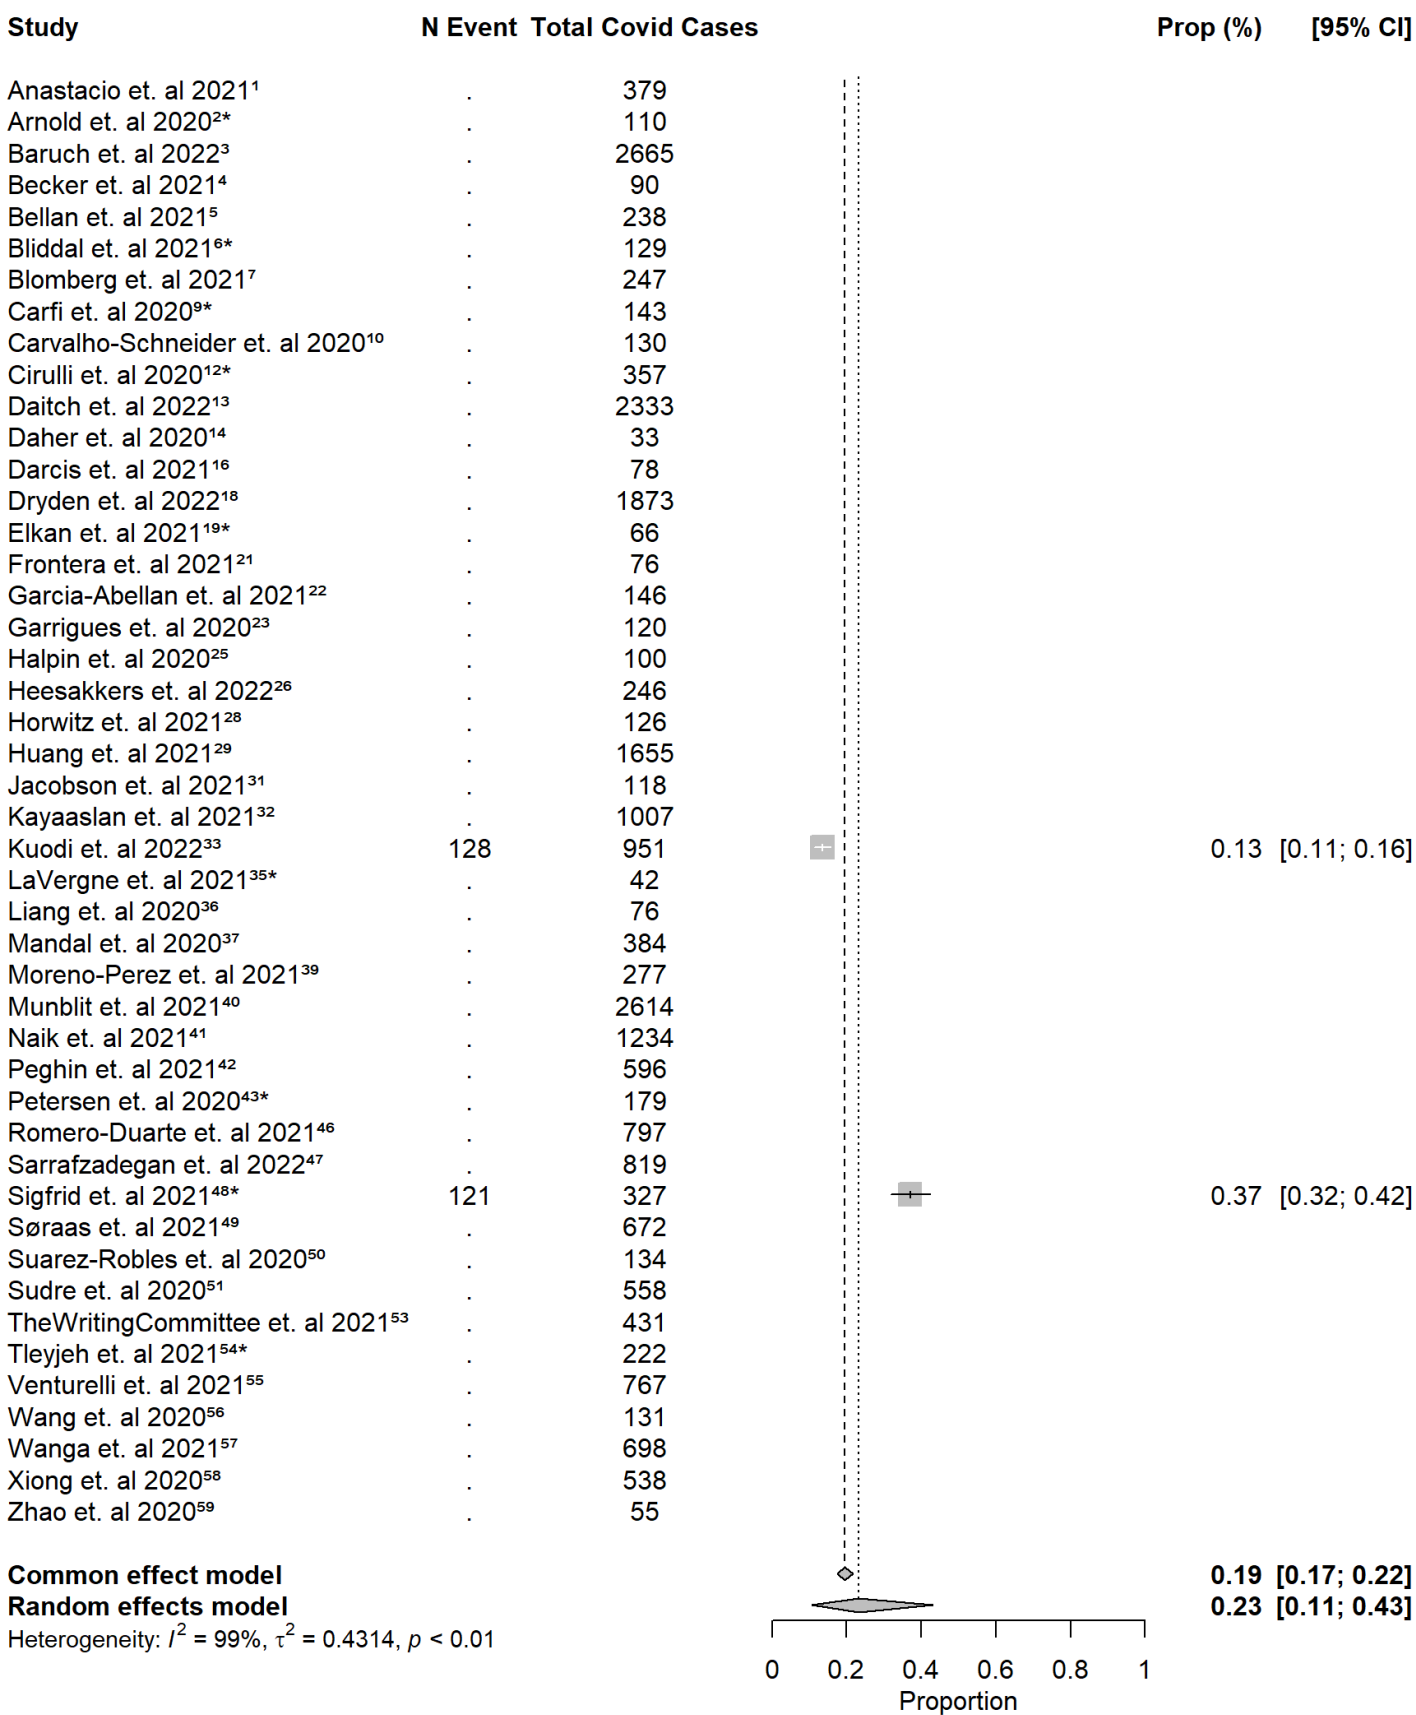 Study N Event Total Covid Cases Prop (%) [95% CI]
Anastacio et. al 2021¹ . 379
Arnold et. al 2020²* . 110
Baruch et. al 2022³ . 2665
Becker et. al 2021⁴ . 90
Bellan et. al 2021⁵ . 238
Bliddal et. al 2021⁶* . 129
Blomberg et. al 2021⁷ . 247
Carfi et. al 2020⁹* . 143
Carvalho-Schneider et. al 2020¹⁰ . 130
Cirulli et. al 2020¹²* . 357
Daitch et. al 2022¹³ . 2333
Daher et. al 2020¹⁴ . 33
Darcis et. al 2021¹⁶ . 78
Dryden et. al 2022¹⁸ . 1873
Elkan et. al 2021¹⁹* . 66
Frontera et. al 2021²¹ . 76
Garcia-Abellan et. al 2021²² . 146
Garrigues et. al 2020²³ . 120
Halpin et. al 2020²⁵ . 100
Heesakkers et. al 2022²⁶ . 246
Horwitz et. al 2021²⁸ . 126
Huang et. al 2021²⁹ . 1655
Jacobson et. al 2021³¹ . 118
Kayaaslan et. al 2021³² . 1007
Kuodi et. al 2022³³ 128 951 0.13 [0.11; 0.16]
LaVergne et. al 2021³⁵* . 42
Liang et. al 2020³⁶ . 76
Mandal et. al 2020³⁷ . 384
Moreno-Perez et. al 2021³⁹ . 277
Munblit et. al 2021⁴⁰ . 2614
Naik et. al 2021⁴¹ . 1234
Peghin et. al 2021⁴² . 596
Petersen et. al 2020⁴³* . 179
Romero-Duarte et. al 2021⁴⁶ . 797
Sarrafzadegan et. al 2022⁴⁷ . 819
Sigfrid et. al 2021⁴⁸* 121 327 0.37 [0.32; 0.42]
Søraas et. al 2021⁴⁹ . 672
Suarez-Robles et. al 2020⁵⁰ . 134
Sudre et. al 2020⁵¹ . 558
TheWritingCommittee et. al 2021⁵³ . 431
Tleyjeh et. al 2021⁵⁴* . 222
Venturelli et. al 2021⁵⁵ . 767
Wang et. al 2020⁵⁶ . 131
Wanga et. al 2021⁵⁷ . 698
Xiong et. al 2020⁵⁸ . 538
Zhao et. al 2020⁵⁹ . 55
Common effect model 0.19 [0.17; 0.22]
Random effects model 0.23 [0.11; 0.43]
Heterogeneity: I² = 99%, τ² = 0.4314, p < 0.01
0 0.2 0.4 0.6 0.8 1
Proportion